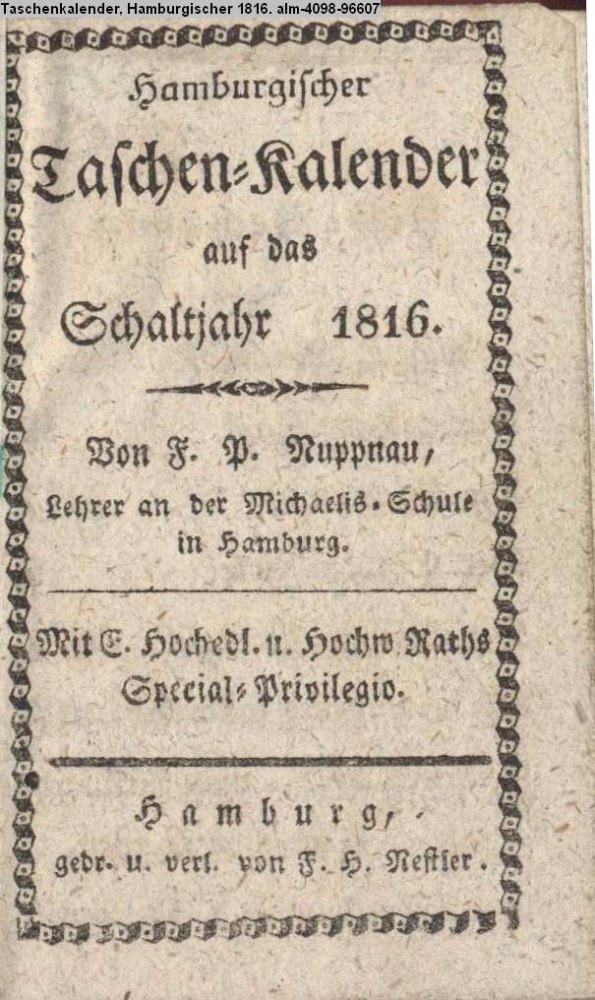 Taschenkalender, Hamburgischer 1816. alm-4098-96607
Hamburgischer
Taschen-Kalender
auf das
Schaltjahr 1816.
Von F. P. Nuppnau,
Lehrer an der Michaelis-Schule
in Hamburg.
Mit E. Hochedl. u. Hochw Raths
Special-Privilegio.
Hamburg,
gedr. u. verl. von F. H. Nestler.